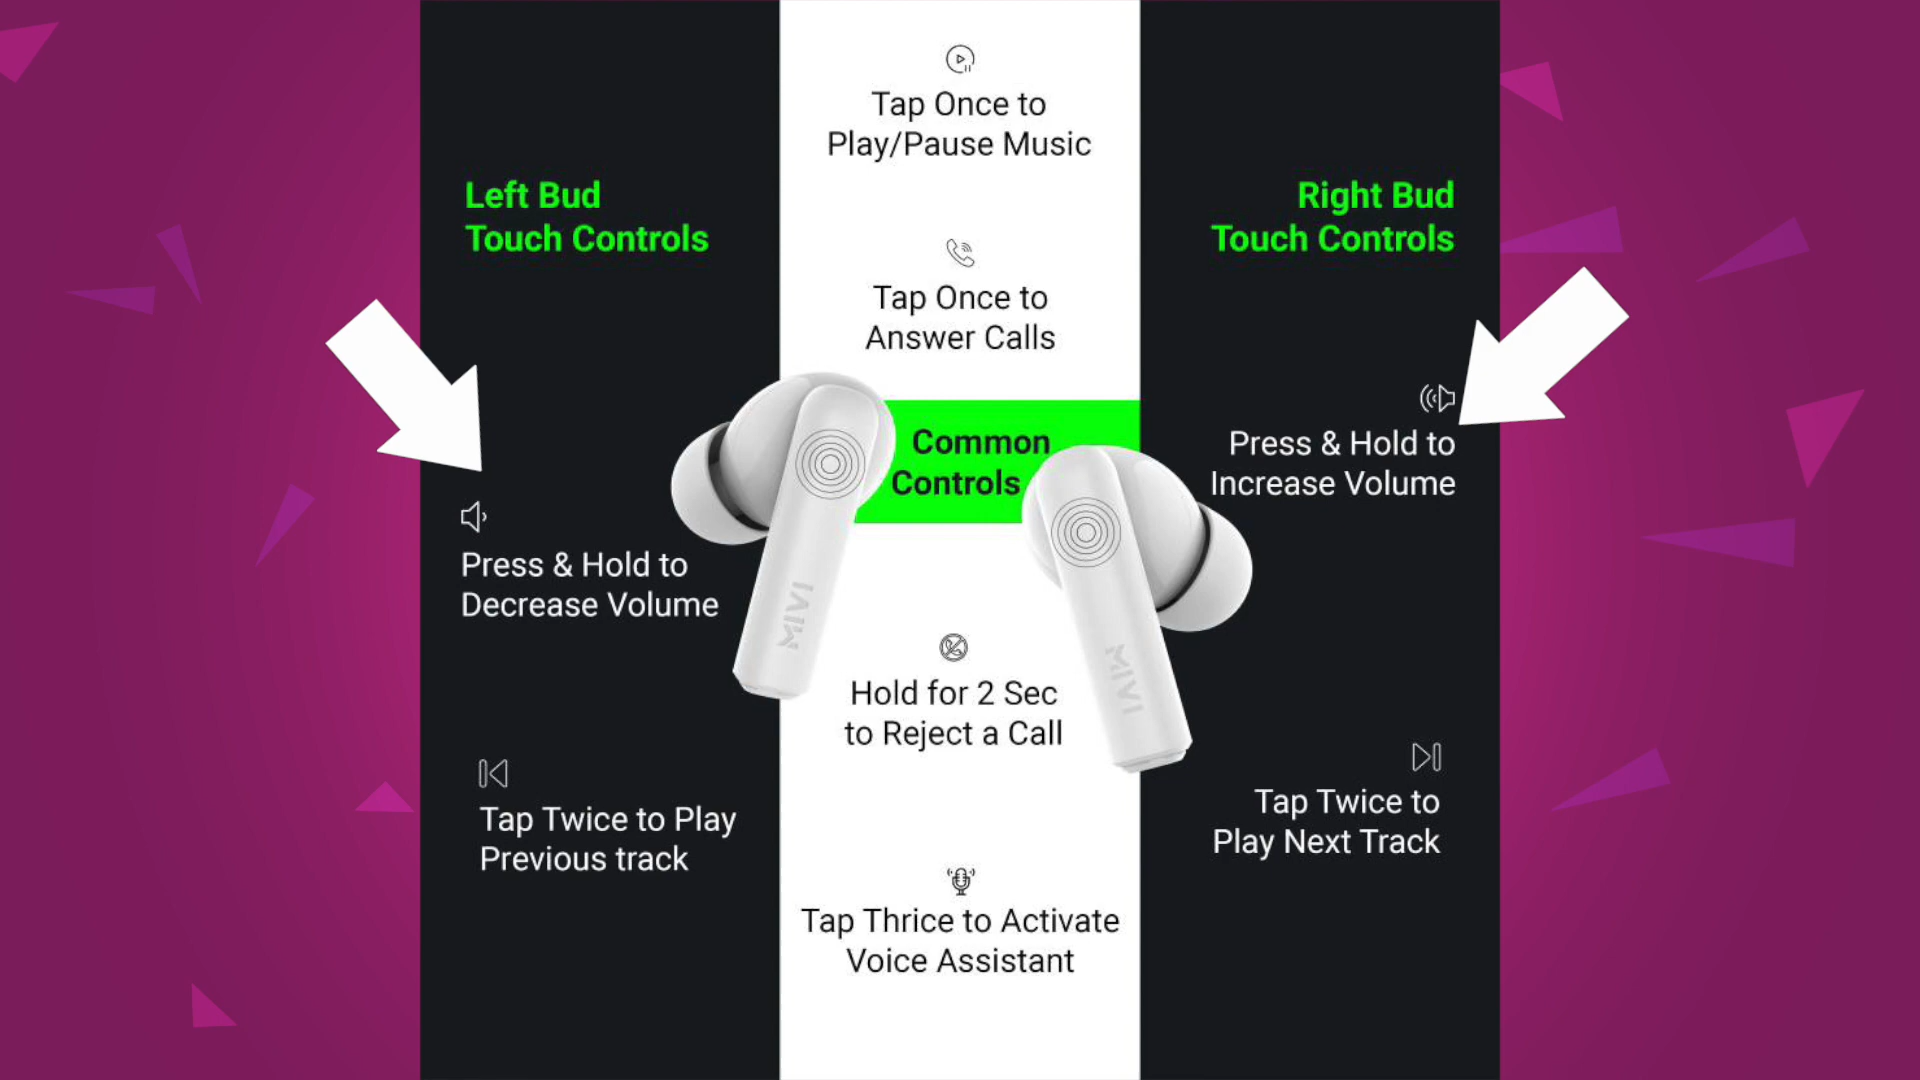 Left Bud
Touch Controls
Press & Hold to
Decrease Volume
Tap Twice to Play
Previous track
Tap Once to
Play/Pause Music
Tap Once to
Answer Calls
Common
Controls
Hold for 2 Sec
to Reject a Call
Tap Thrice to Activate
Voice Assistant
MIVI
MIVI
Right Bud
Touch Controls
Press & Hold to
Increase Volume
Tap Twice to
Play Next Track